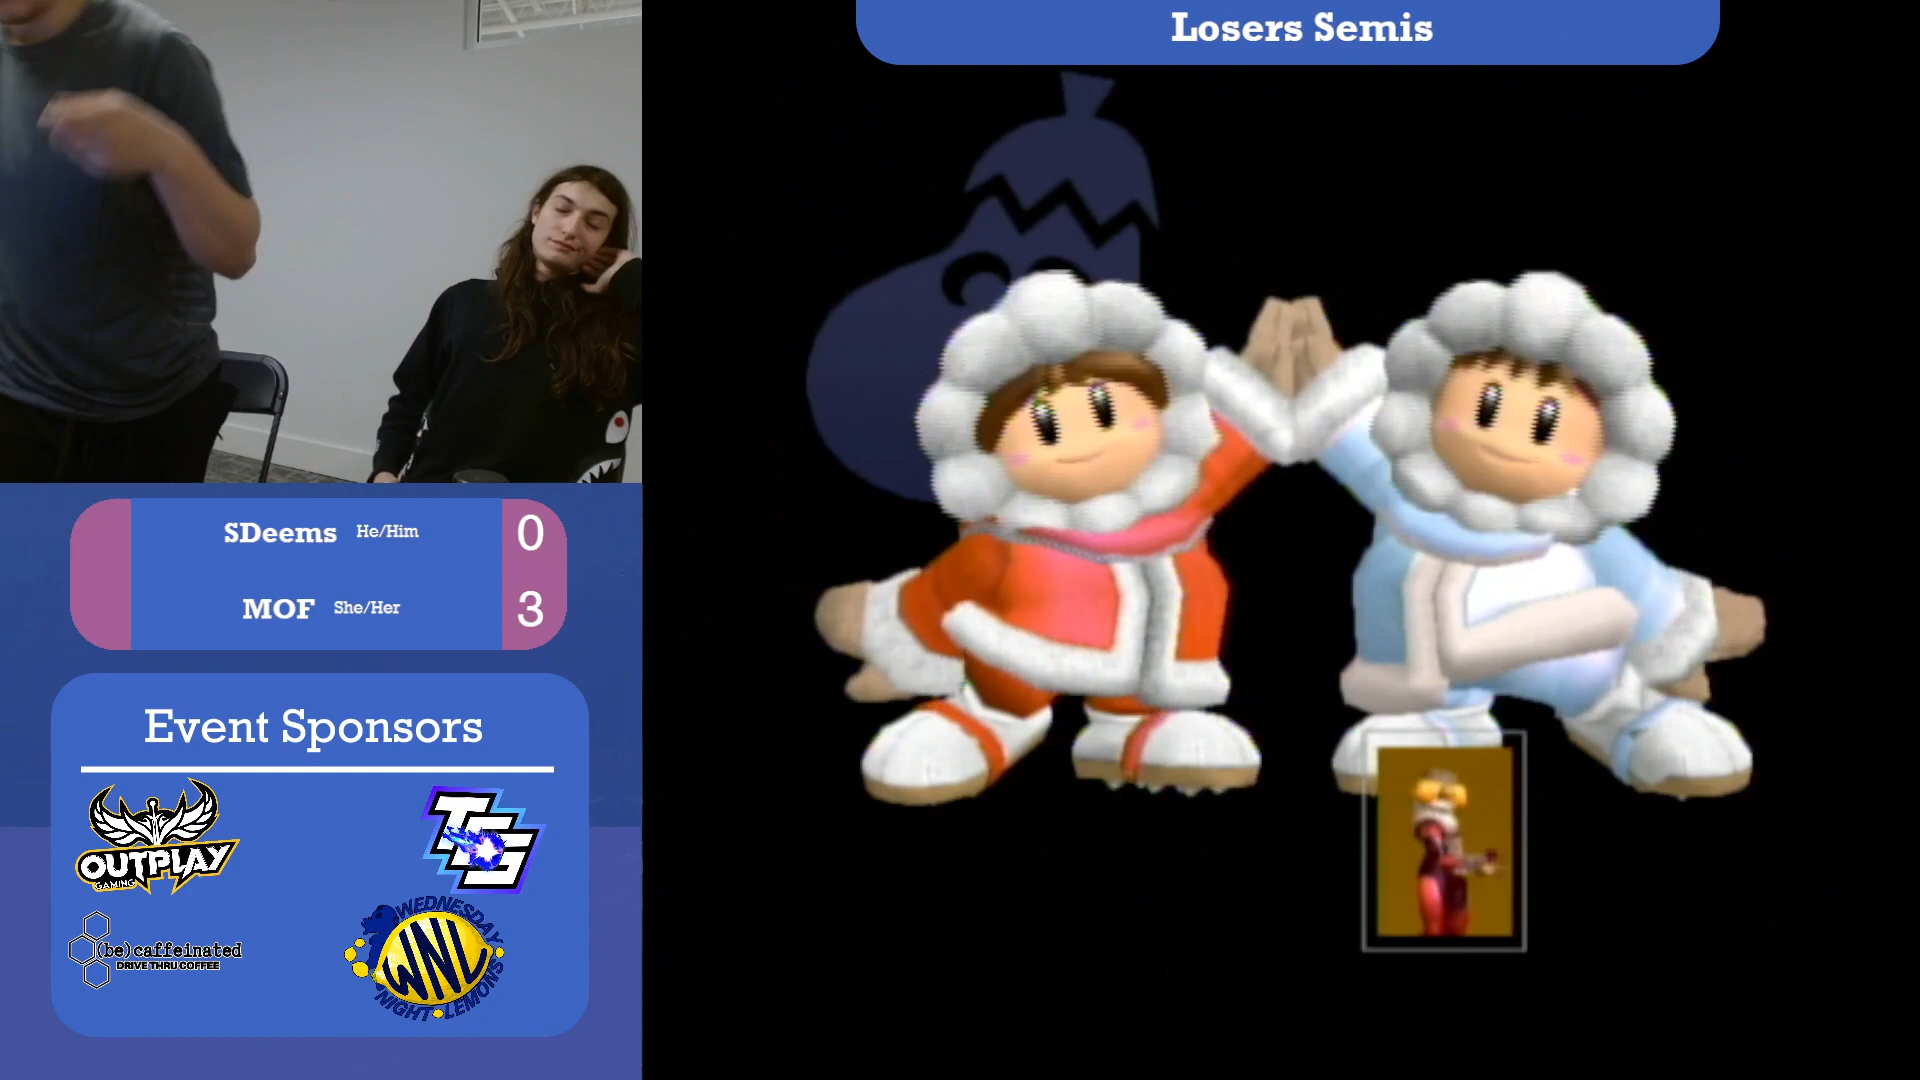 Losers Semis
SDeems He/Him 0
MOF She/Her 3
Event Sponsors
OUTPLAY
GAMING
TSG
(be)caffeinated
DRIVE THRU COFFEE
WEDNESDAY
WNL
NIGHT LEMONS